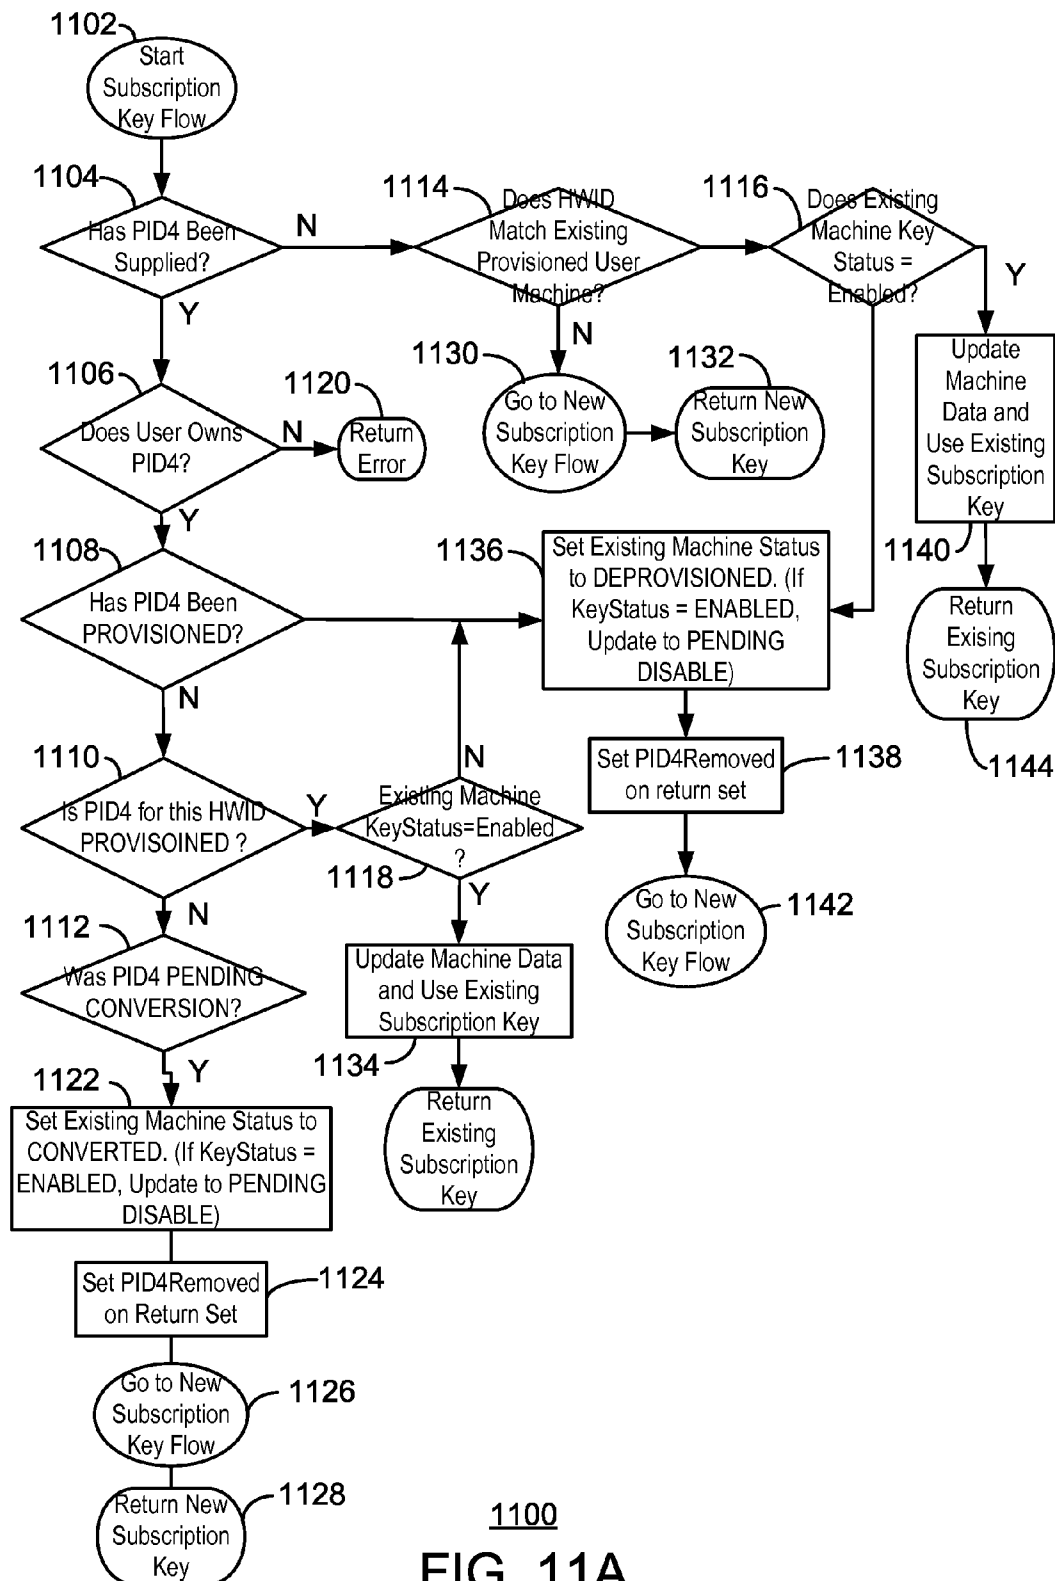 1102
Start
Subscription
Key Flow
1104
Has PID4 Been
Supplied?
N
Y
1114
Does HWID
Match Existing
Provisioned User
Machine?
N
1116
Does Existing
Machine Key
Status =
Enabled?
Y
1106
Does User Owns
PID4?
N
Y
1120
Return
Error
1130
Go to New
Subscription
Key Flow
1132
Return New
Subscription
Key
Update
Machine
Data and
Use Existing
Subscription
Key
1140
Return
Exising
Subscription
Key
1144
1108
Has PID4 Been
PROVISIONED?
N
1136
Set Existing Machine Status
to DEPROVISIONED. (If
KeyStatus = ENABLED,
Update to PENDING
DISABLE)
Set PID4Removed
on return set
1138
Go to New
Subscription
Key Flow
1142
1110
Is PID4 for this HWID
PROVISOINED ?
Y
N
N
Existing Machine
KeyStatus=Enabled
?
1118
Y
Update Machine Data
and Use Existing
Subscription Key
1134
Return
Existing
Subscription
Key
1112
Was PID4 PENDING
CONVERSION?
Y
1122
Set Existing Machine Status to
CONVERTED. (If KeyStatus =
ENABLED, Update to PENDING
DISABLE)
Set PID4Removed
on Return Set
1124
Go to New
Subscription
Key Flow
1126
Return New
Subscription
Key
1128
1100
FIG. 11A